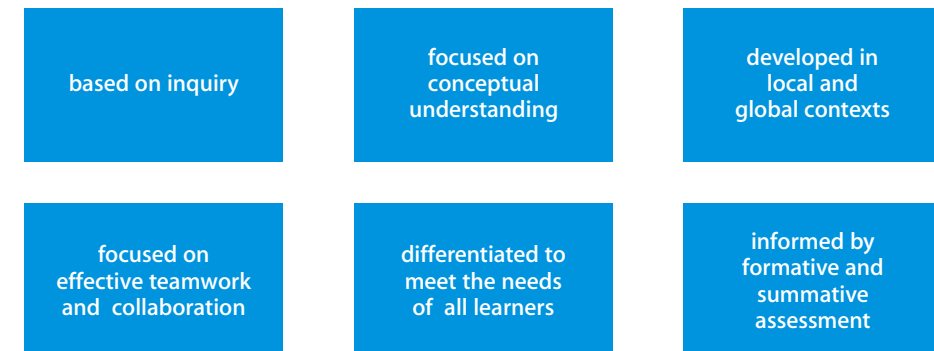 based on inquiry
focused on
conceptual
understanding
developed in
local and
global contexts
focused on
effective teamwork
and collaboration
differentiated to
meet the needs
of all learners
informed by
formative and
summative
assessment